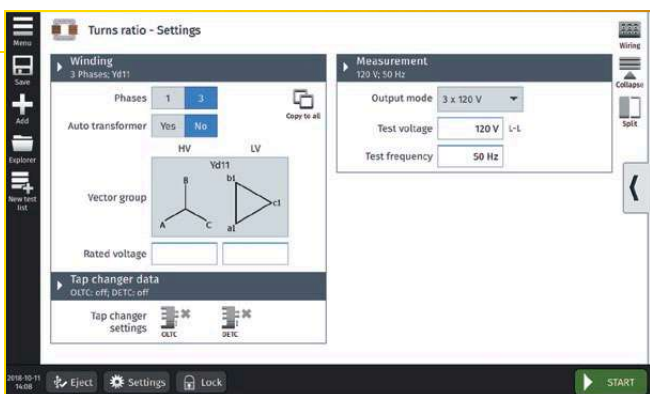 Turns ratio - Settings
Menu
Save
Add
Explorer
New test
list
Winding
3 Phases; Yd11
Phases 1 3
Copy to all
Auto transformer Yes No
HV LV
Yd11
Vector group
B
A
C
b1
c1
a1
Rated voltage
Tap changer data
OLTC: off; DETC: off
Tap changer
settings
OLTC
DETC
Measurement
120 V; 50 Hz
Output mode 3 x 120 V
Test voltage 120 V L-L
Test frequency 50 Hz
Wiring
Collapse
Split
2018-10-11
14:08
Eject
Settings
Lock
START